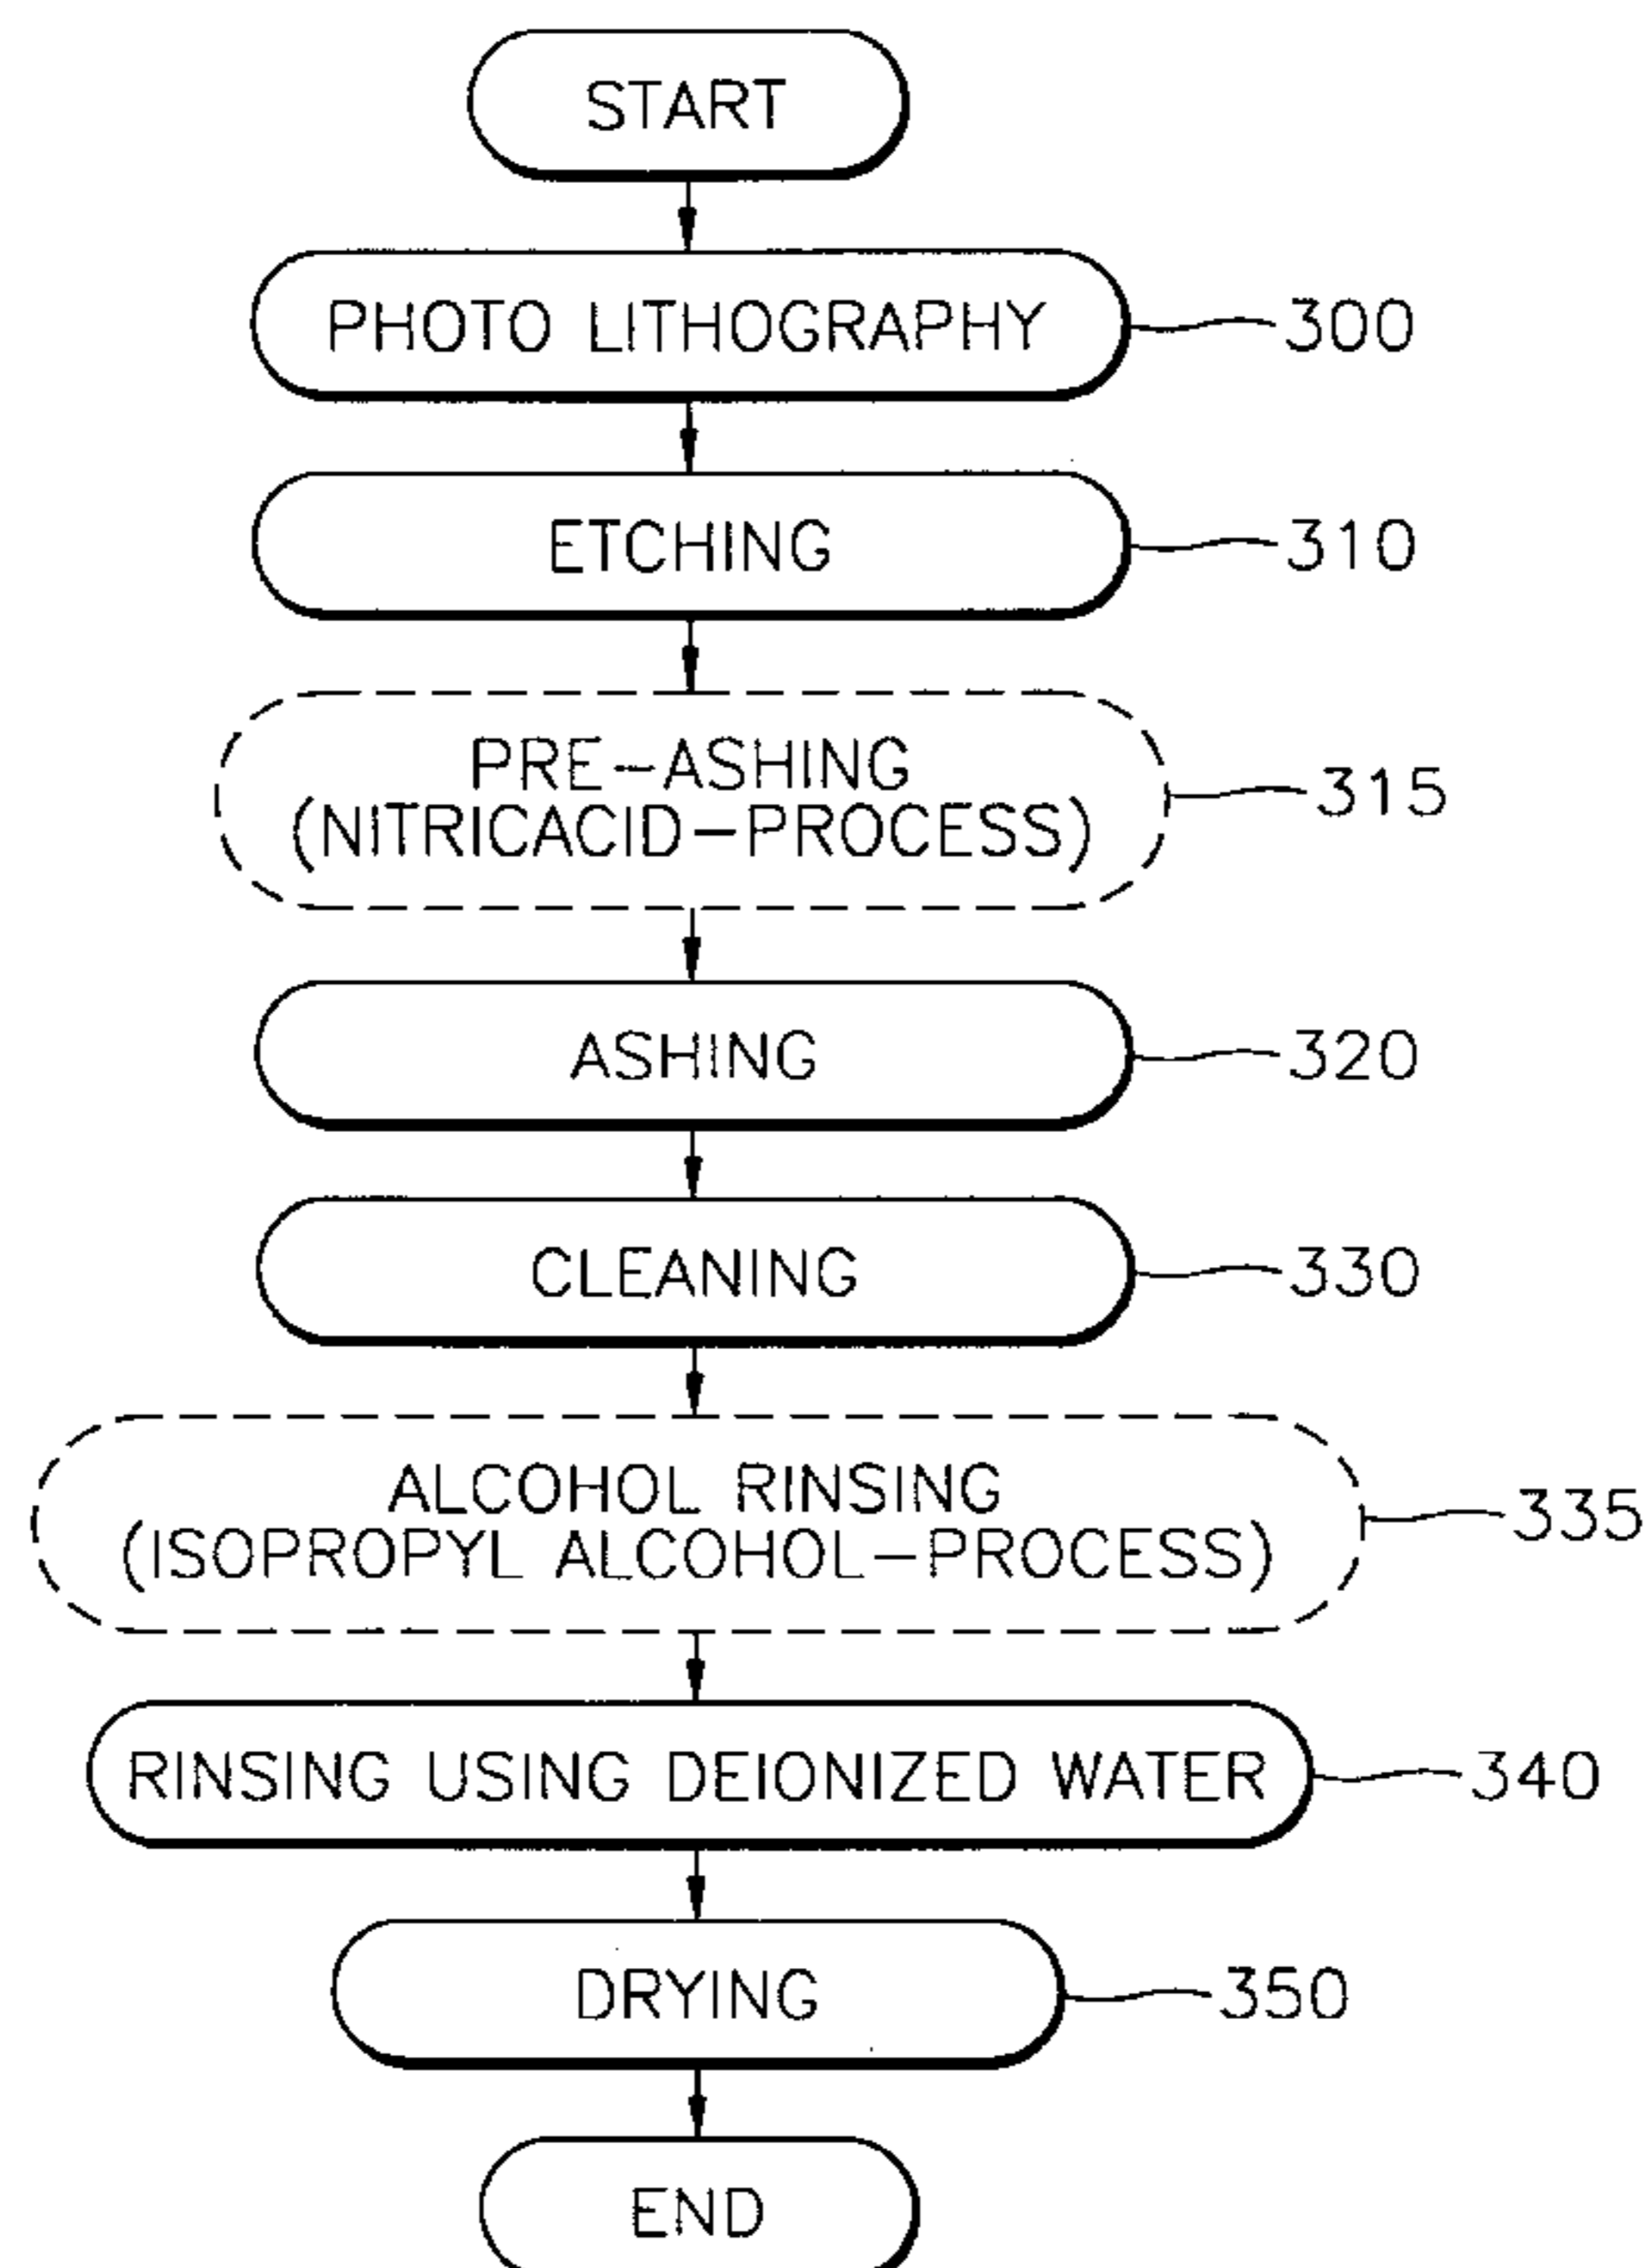 START
PHOTO LITHOGRAPHY 300
ETCHING 310
PRE-ASHING
(NITRICACID-PROCESS) 315
ASHING 320
CLEANING 330
ALCOHOL RINSING
(ISOPROPYL ALCOHOL-PROCESS) 335
RINSING USING DEIONIZED WATER 340
DRYING 350
END